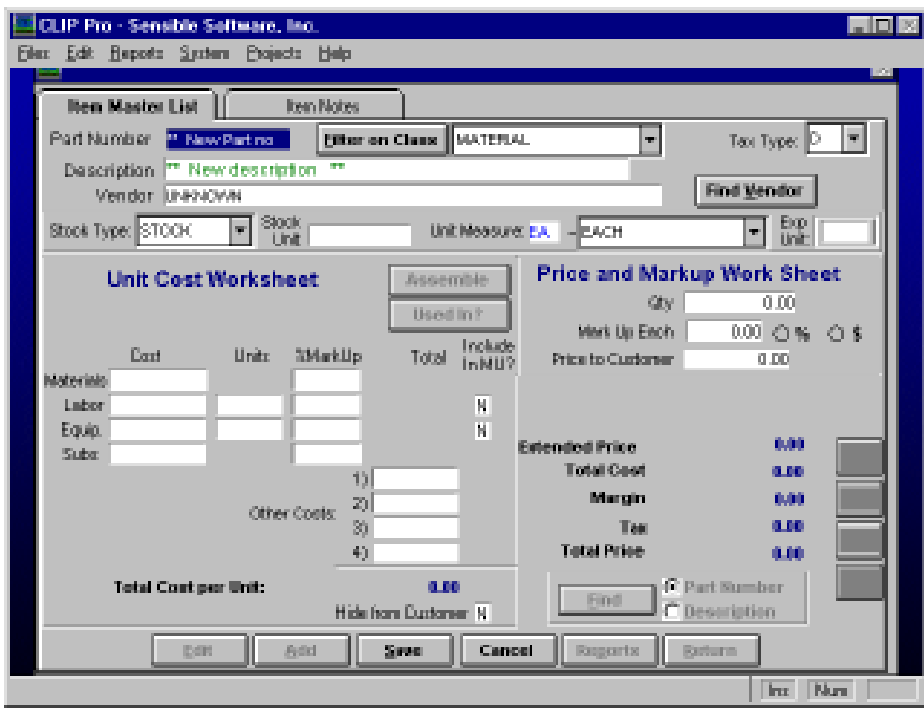 CLIP Pro - Sensible Software, Inc.
Files Edit Reports System Projects Help
Item Master List Item Notes
Part Number ** New Part no Filter on Class MATERIAL Tax Type: D
Description ** New description **
Vendor UNKNOWN Find Vendor
Stock Type: STOCK Stock Unit Unit Measure: EA - EACH Exp Unit:
Unit Cost Worksheet Assemble Price and Markup Work Sheet
Used In? Qty 0.00
Mark Up Each 0.00 % $
Cost Units %MarkUp Total Include In MU? Price to Customer 0.00
Materials
Labor N
Equip. N
Subs Extended Price 0.00
1) Total Cost 0.00
Other Costs: 2) Margin 0.00
3) Tax 0.00
4) Total Price 0.00
Total Cost per Unit: 0.00 Find Part Number
Hide from Customer N Description
Edit Add Save Cancel Reports Return
Ins Num